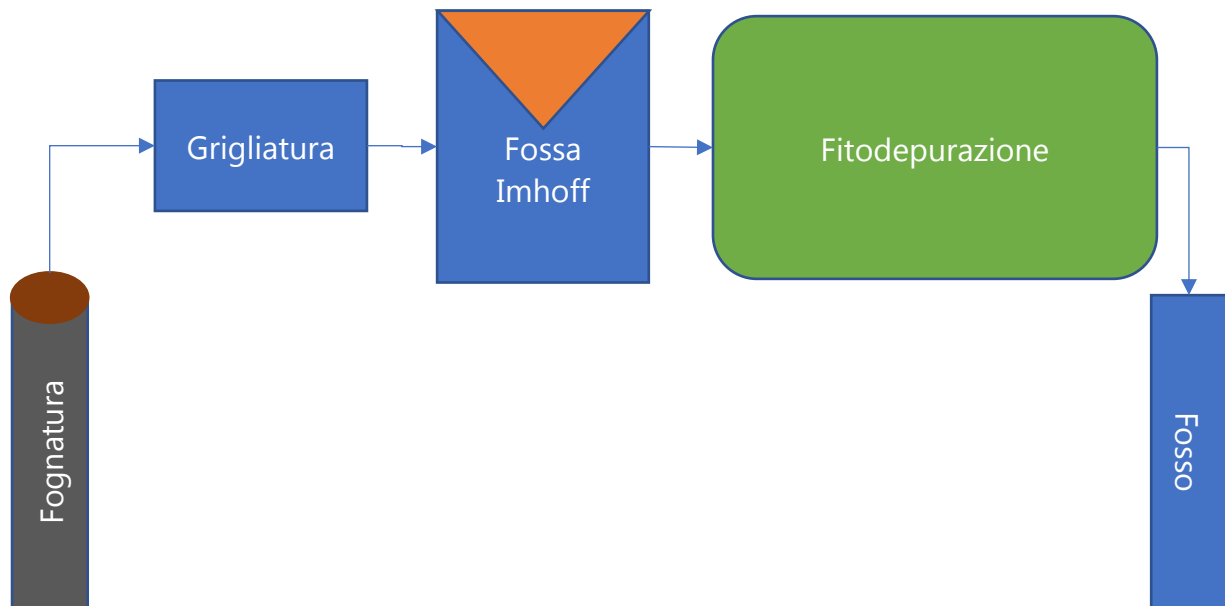 Fognatura
Grigliatura
Fossa
Imhoff
Fitodepurazione
Fosso